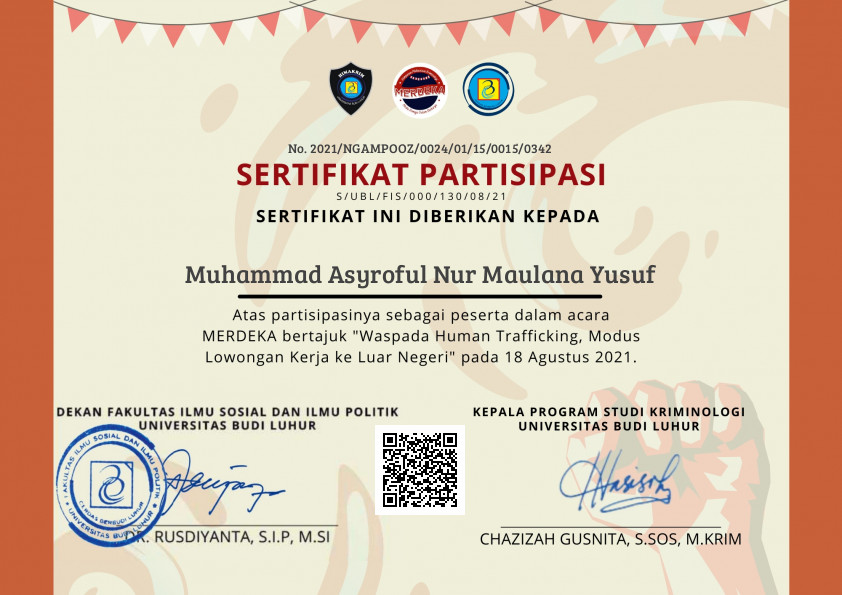 HIMAKRIM
MERDEKA
No. 2021/NGAMPOOZ/0024/01/15/0015/0342
SERTIFIKAT PARTISIPASI
S/UBL/FIS/000/130/08/21
SERTIFIKAT INI DIBERIKAN KEPADA
Muhammad Asyroful Nur Maulana Yusuf
Atas partisipasinya sebagai peserta dalam acara
MERDEKA bertajuk "Waspada Human Trafficking, Modus
Lowongan Kerja ke Luar Negeri" pada 18 Agustus 2021.
DEKAN FAKULTAS ILMU SOSIAL DAN ILMU POLITIK
UNIVERSITAS BUDI LUHUR
FAKULTAS ILMU SOSIAL DAN ILMU POLITIK
CERDAS BERBUDI LUHUR
UNIVERSITAS BUDI LUHUR
DR. RUSDIYANTA, S.I.P, M.SI
KEPALA PROGRAM STUDI KRIMINOLOGI
UNIVERSITAS BUDI LUHUR
CHAZIZAH GUSNITA, S.SOS, M.KRIM